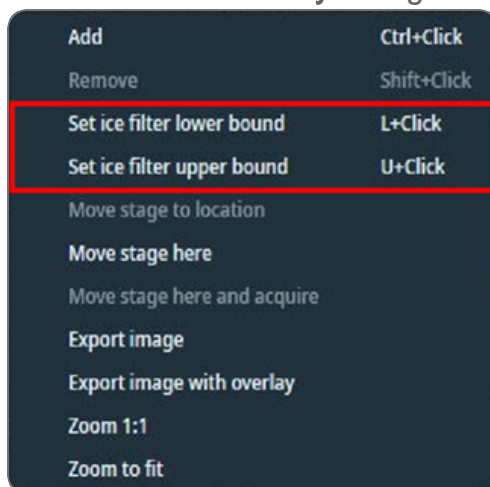 Add Ctrl+Click
Remove Shift+Click
Set ice filter lower bound L+Click
Set ice filter upper bound U+Click
Move stage to location
Move stage here
Move stage here and acquire
Export image
Export image with overlay
Zoom 1:1
Zoom to fit